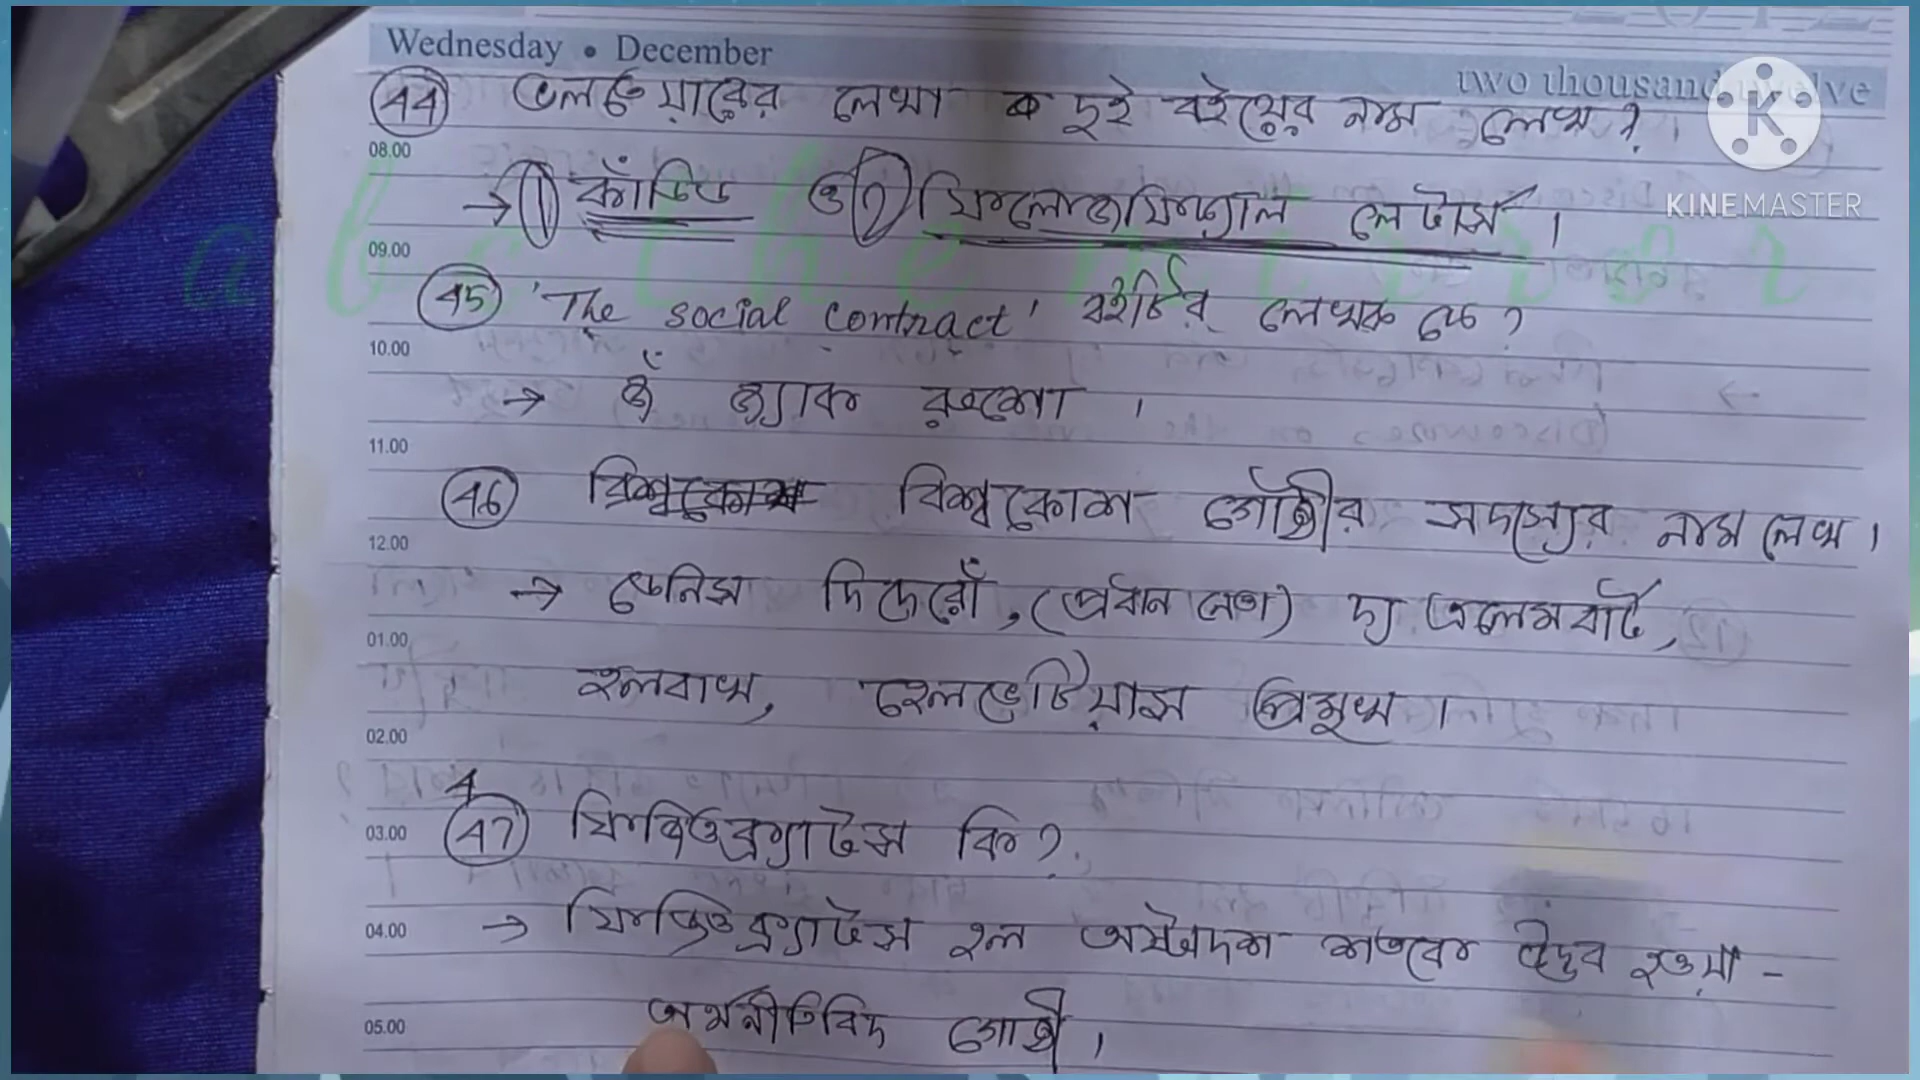 Wednesday • December
two thousand twelve
44 ভলতেয়ারের লেখা দুই বইয়ের নাম লেখ ?
08.00
→ 1 কাঁদিদ ও 2 ফিলোজফিক্যাল লেটার্স ।
09.00
45 'The social contract' বইটির লেখক কে ?
10.00
→ জঁ জ্যাক রুশো ।
11.00
46 বিশ্বকোশ গোষ্ঠীর সদস্যের নাম লেখ ।
12.00
→ ডেনিস দিদেরোঁ, (প্রধান নেতা) দ্য এলেমবার্ট,
01.00
হলবাখ, হেলভেটিয়াস প্রমুখ ।
02.00
4
47 ফিজিওক্র্যাটস কি ?
03.00
→ ফিজিওক্র্যাটস হল অষ্টাদশ শতকে উদ্ভব হওয়া -
04.00
অর্থনীতিবিদ গোষ্ঠী ।
05.00
K
KINEMASTER